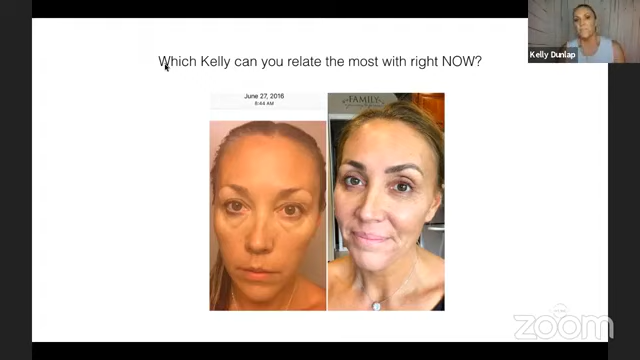 Which Kelly can you relate the most with right NOW?
Kelly Dunlap
June 27, 2016
8:44 AM
FAMILY
zoom